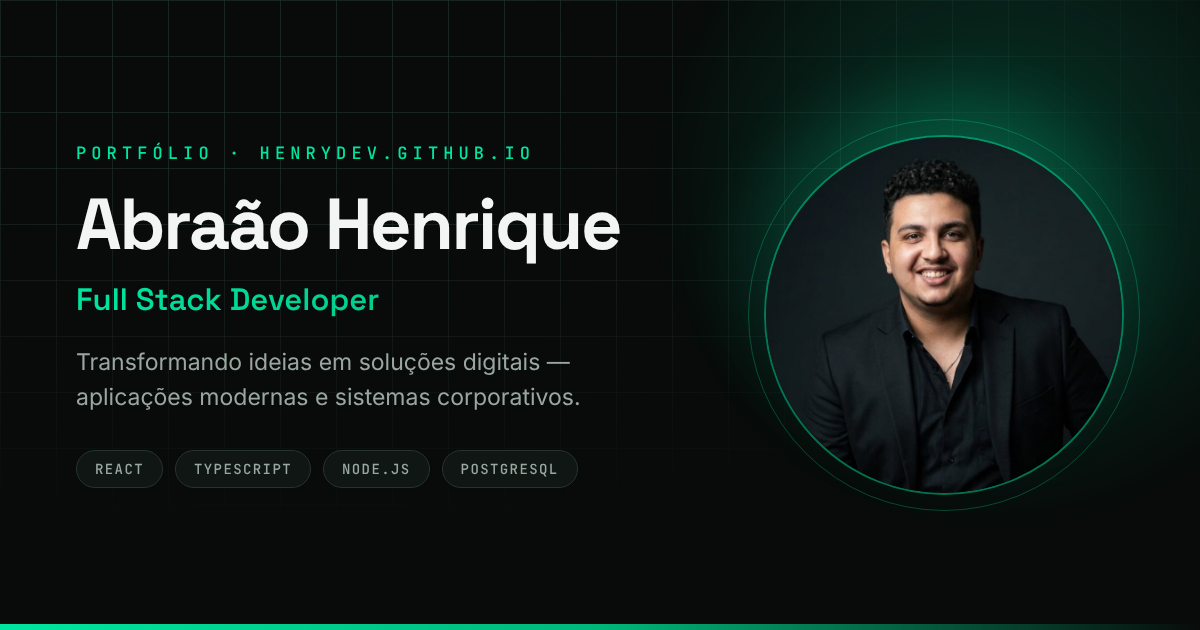 PORTFÓLIO · HENRYDEV.GITHUB.IO
Abraão Henrique
Full Stack Developer
Transformando ideias em soluções digitais —
aplicações modernas e sistemas corporativos.
REACT TYPESCRIPT NODE.JS POSTGRESQL